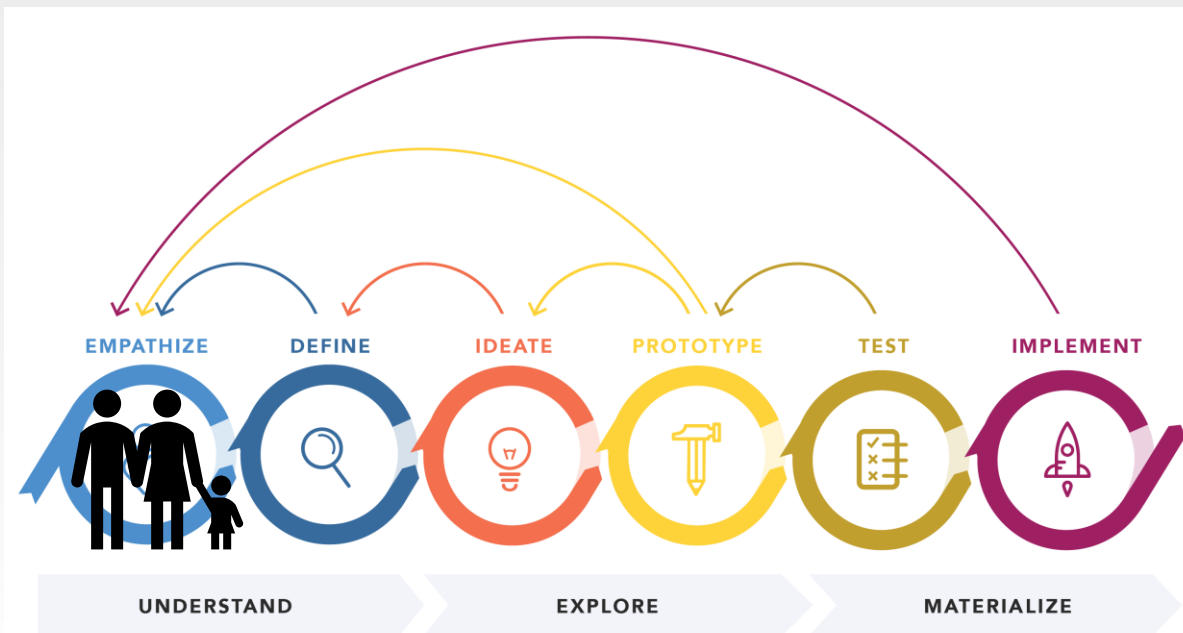 EMPATHIZE
DEFINE
IDEATE
PROTOTYPE
TEST
IMPLEMENT
UNDERSTAND
EXPLORE
MATERIALIZE